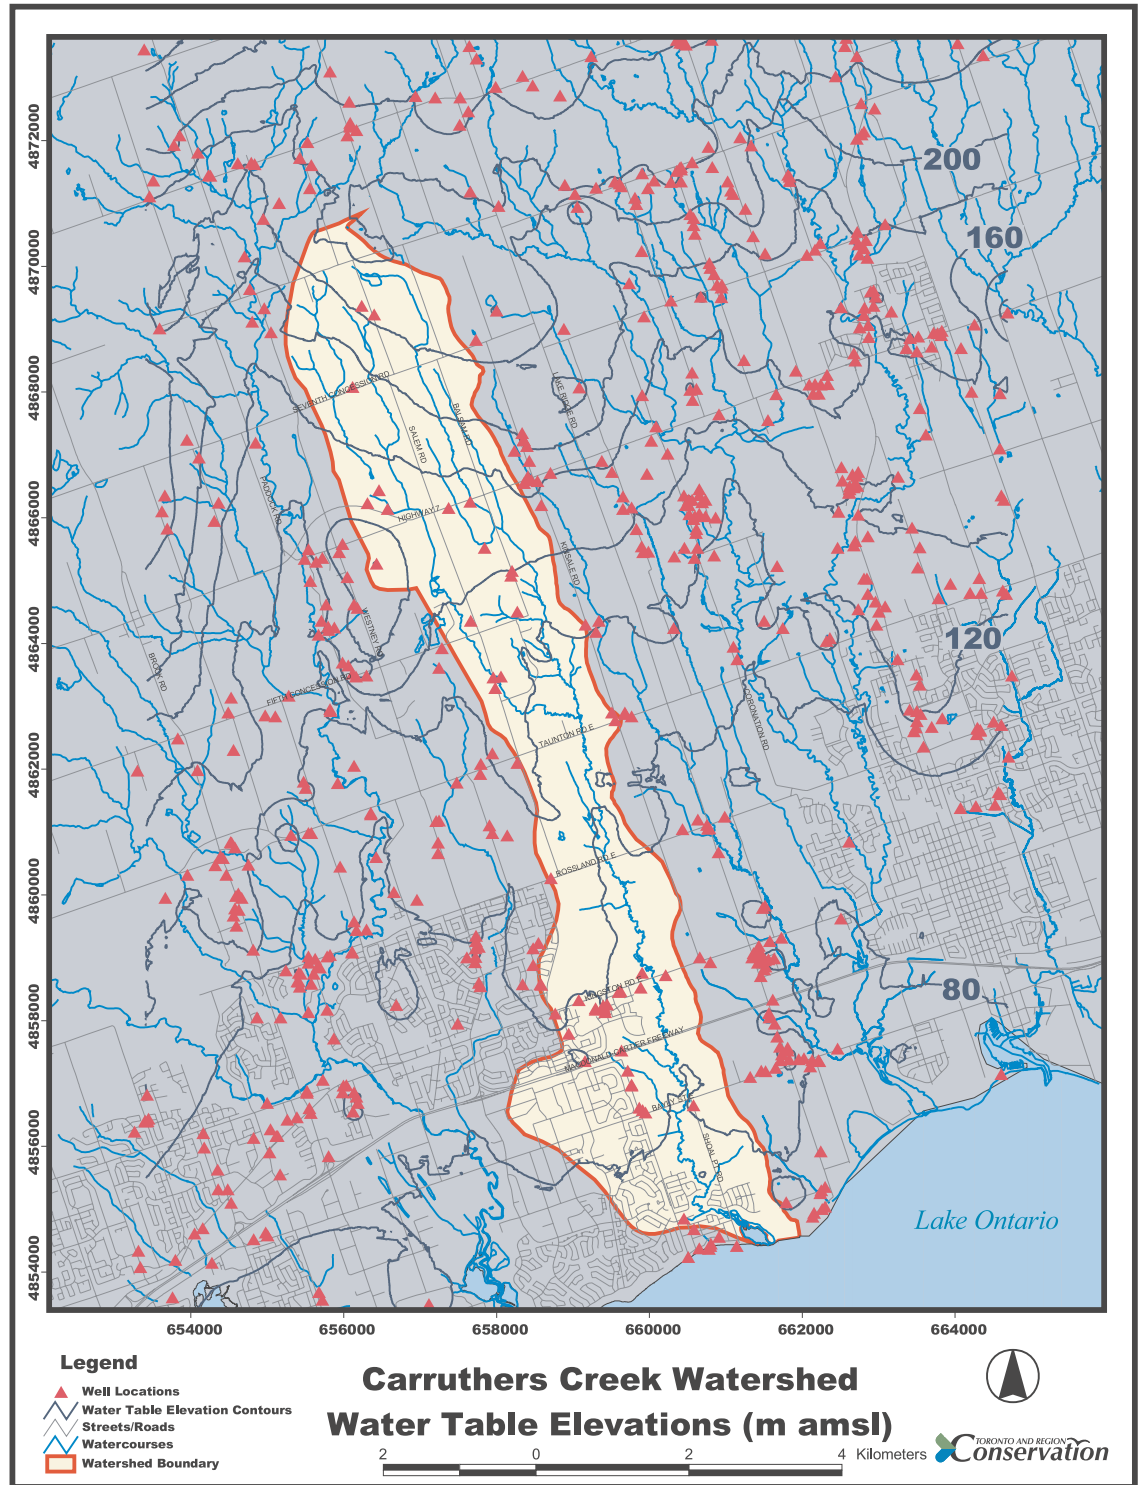 200
160
120
80
4872000
4870000
4868000
4866000
4864000
4862000
4860000
4858000
4856000
4854000
SEVENTH CONCESSION RD
SALEM RD
BALSAM RD
LAKE RIDGE RD
PADDOCK RD
HIGHWAY 7
KINSALE RD
WESTNEY RD
BROCK RD
FIFTH CONCESSION RD
CORONATION RD
TAUNTON RD E
ROSSLAND RD E
KINGSTON RD E
MACDONALD-CARTIER FREEWAY
BAYLY ST E
SHOAL PT RD
Lake Ontario
654000 656000 658000 660000 662000 664000
Legend
Well Locations
Water Table Elevation Contours
Streets/Roads
Watercourses
Watershed Boundary
Carruthers Creek Watershed
Water Table Elevations (m amsl)
2 0 2 4 Kilometers
TORONTO AND REGION
Conservation